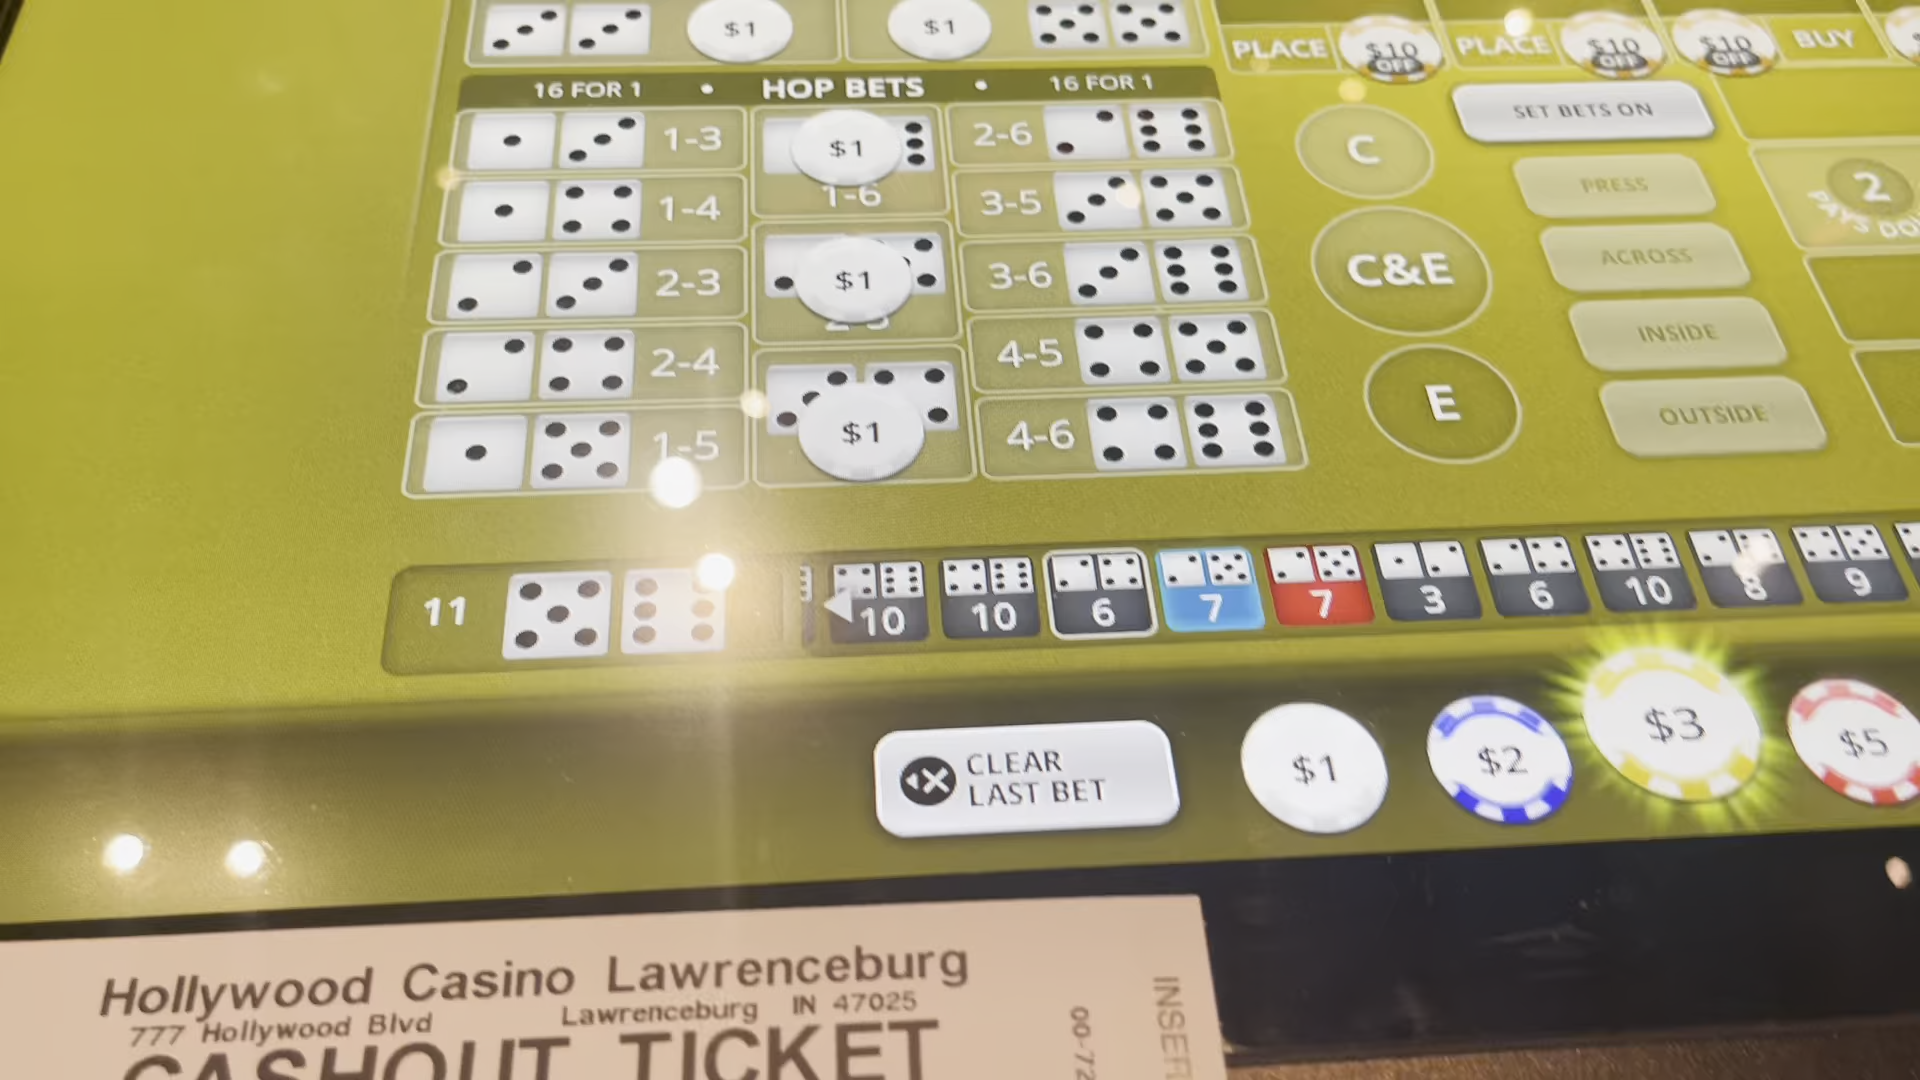 $1 $1
PLACE $10 OFF PLACE $10 OFF $10 OFF BUY
16 FOR 1 • HOP BETS • 16 FOR 1
1-3 $1 2-6
1-6
1-4 3-5
2-3 $1 3-6
2-4 4-5
1-5 $1 4-6
C
C&E
E
SET BETS ON
PRESS
ACROSS
INSIDE
OUTSIDE
2
PAYS
11
10 10 6 7 7 3 6 10 8 9
CLEAR
LAST BET
$1 $2 $3 $5
Hollywood Casino Lawrenceburg
777 Hollywood Blvd Lawrenceburg IN 47025
CASHOUT TICKET